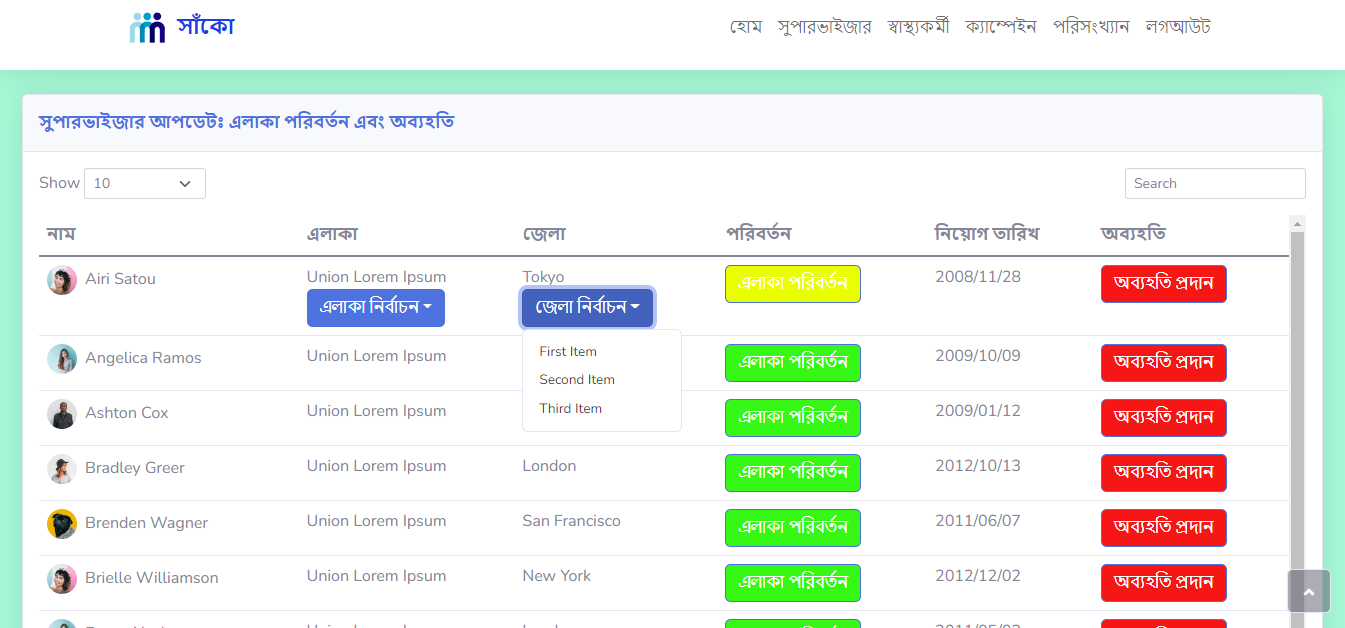 সাঁকো
হোম সুপারভাইজার স্বাস্থ্যকর্মী ক্যাম্পেইন পরিসংখ্যান লগআউট
সুপারভাইজার আপডেটঃ এলাকা পরিবর্তন এবং অব্যহতি
Show 10 Search
নাম এলাকা জেলা পরিবর্তন নিয়োগ তারিখ অব্যহতি
Airi Satou Union Lorem Ipsum Tokyo এলাকা পরিবর্তন 2008/11/28 অব্যহতি প্রদান
এলাকা নির্বাচন জেলা নির্বাচন
First Item
Second Item
Third Item
Angelica Ramos Union Lorem Ipsum এলাকা পরিবর্তন 2009/10/09 অব্যহতি প্রদান
Ashton Cox Union Lorem Ipsum এলাকা পরিবর্তন 2009/01/12 অব্যহতি প্রদান
Bradley Greer Union Lorem Ipsum London এলাকা পরিবর্তন 2012/10/13 অব্যহতি প্রদান
Brenden Wagner Union Lorem Ipsum San Francisco এলাকা পরিবর্তন 2011/06/07 অব্যহতি প্রদান
Brielle Williamson Union Lorem Ipsum New York এলাকা পরিবর্তন 2012/12/02 অব্যহতি প্রদান